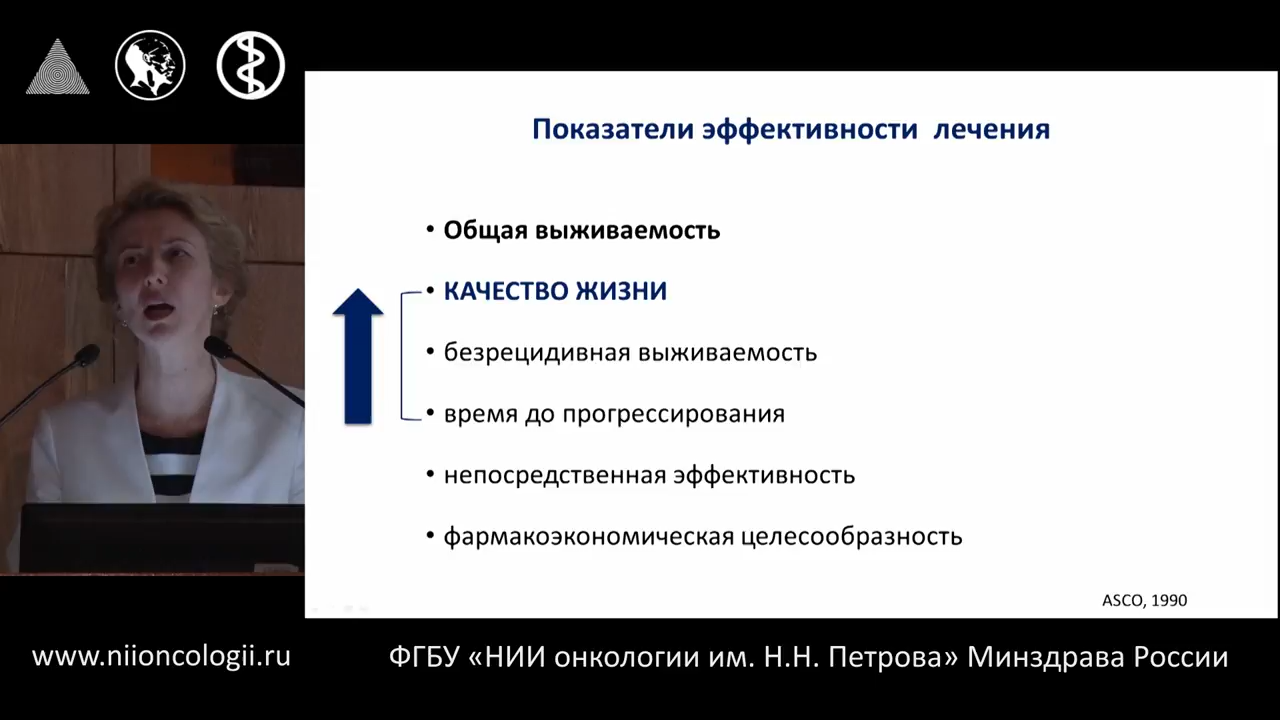 Показатели эффективности лечения
• Общая выживаемость
• КАЧЕСТВО ЖИЗНИ
• безрецидивная выживаемость
• время до прогрессирования
• непосредственная эффективность
• фармакоэкономическая целесообразность
ASCO, 1990
www.niioncologii.ru
ФГБУ «НИИ онкологии им. Н.Н. Петрова» Минздрава России